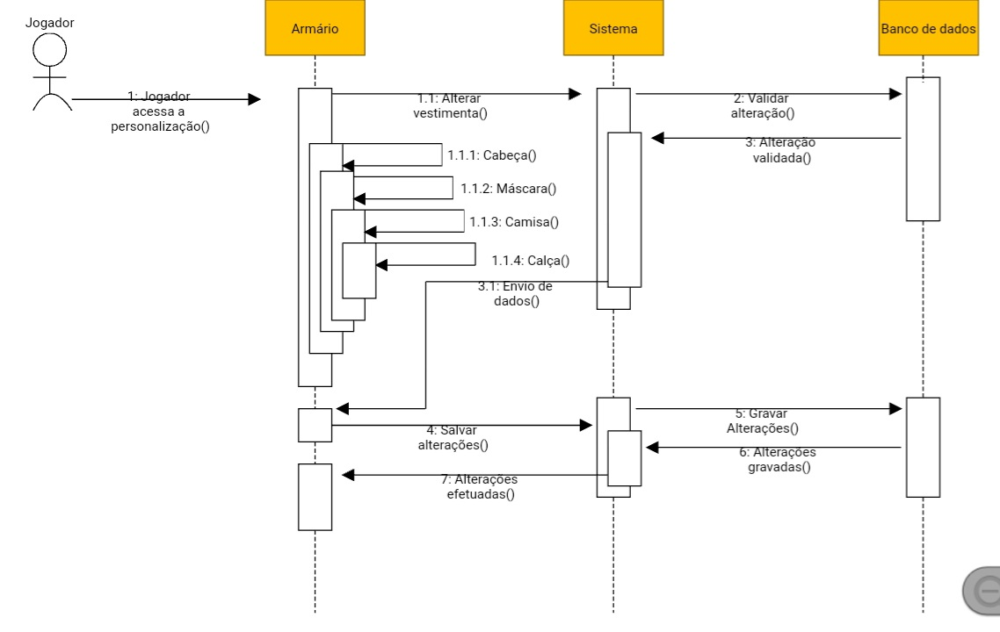 Jogador
Armário
Sistema
Banco de dados
1: Jogador
acessa a
personalização()
1.1: Alterar
vestimenta()
2: Validar
alteração()
3: Alteração
validada()
1.1.1: Cabeça()
1.1.2: Máscara()
1.1.3: Camisa()
1.1.4: Calça()
3.1: Envio de
dados()
4: Salvar
alterações()
5: Gravar
Alterações()
6: Alterações
gravadas()
7: Alterações
efetuadas()